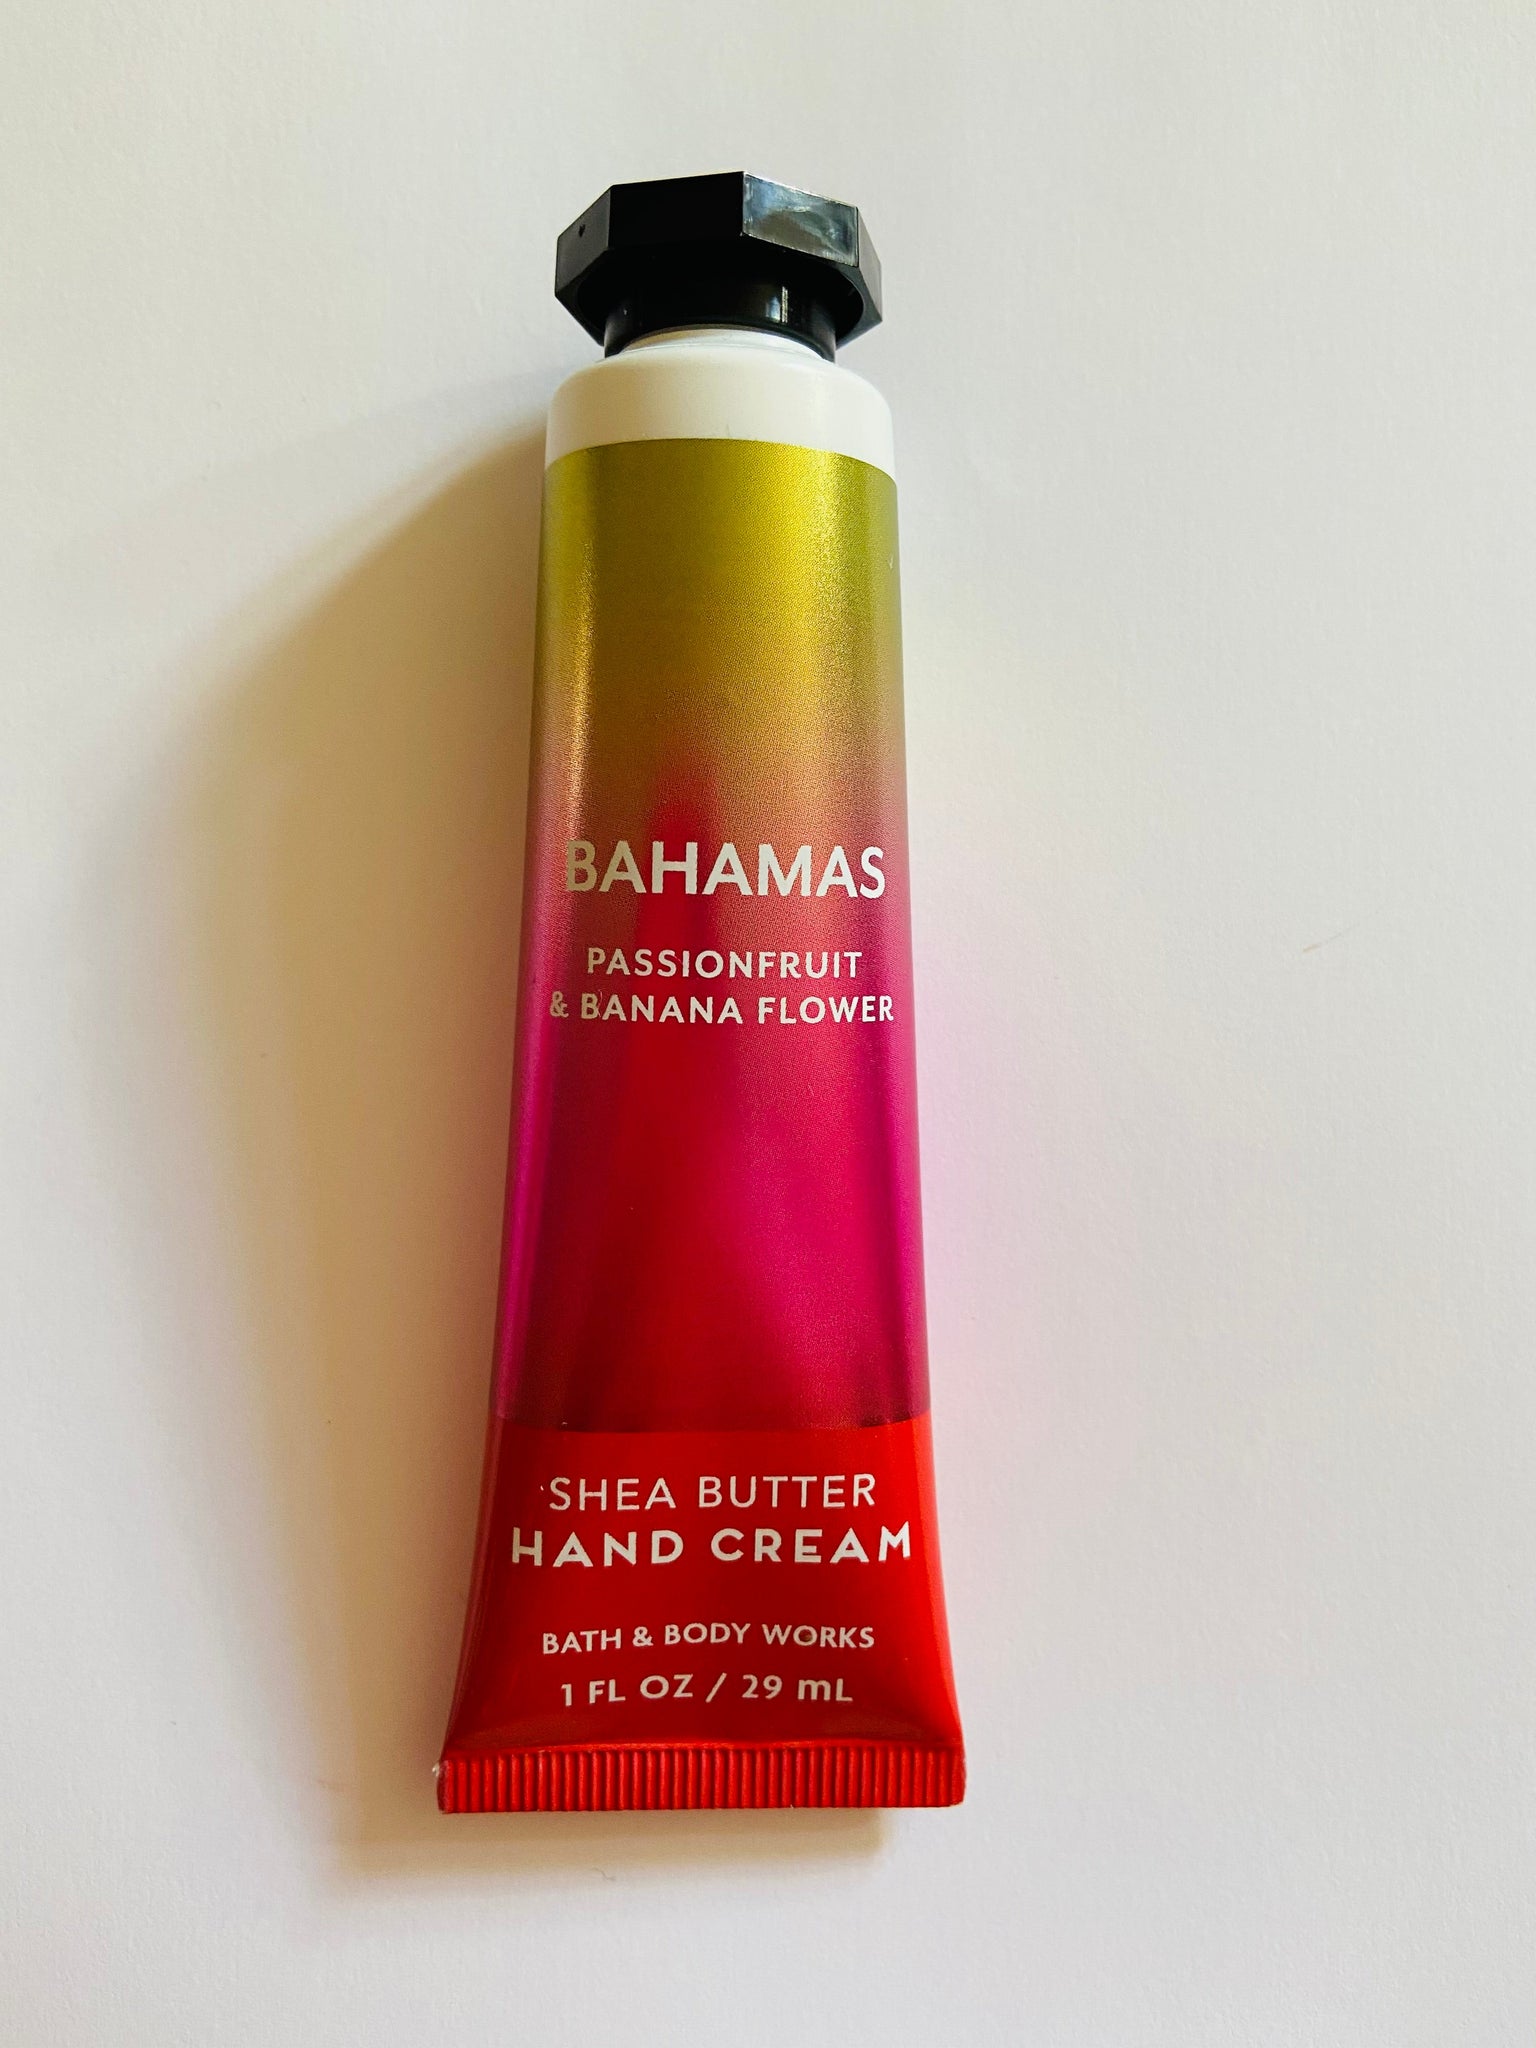 BAHAMAS
PASSIONFRUIT
& BANANA FLOWER
SHEA BUTTER
HAND CREAM
BATH & BODY WORKS
1 FL OZ / 29 mL